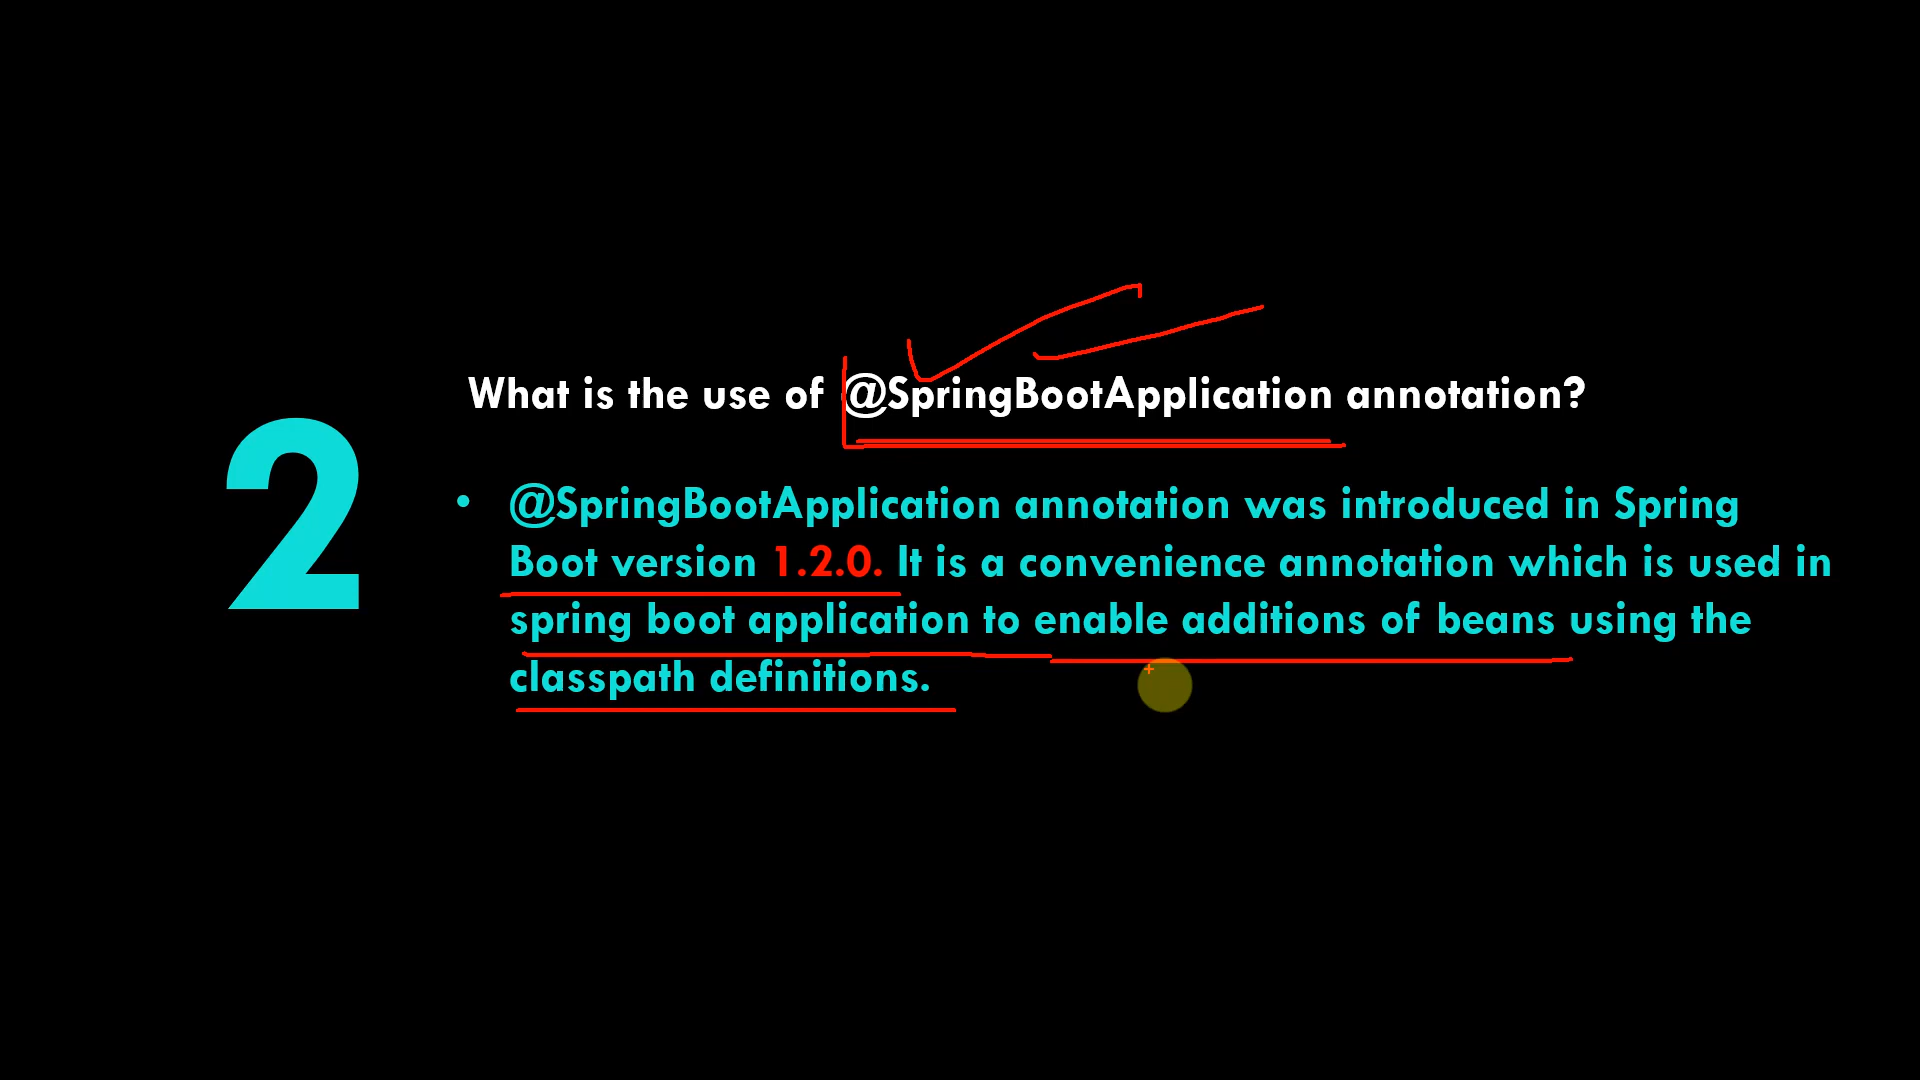 What is the use of @SpringBootApplication annotation?
2
• @SpringBootApplication annotation was introduced in Spring
Boot version 1.2.0. It is a convenience annotation which is used in
spring boot application to enable additions of beans using the
classpath definitions.